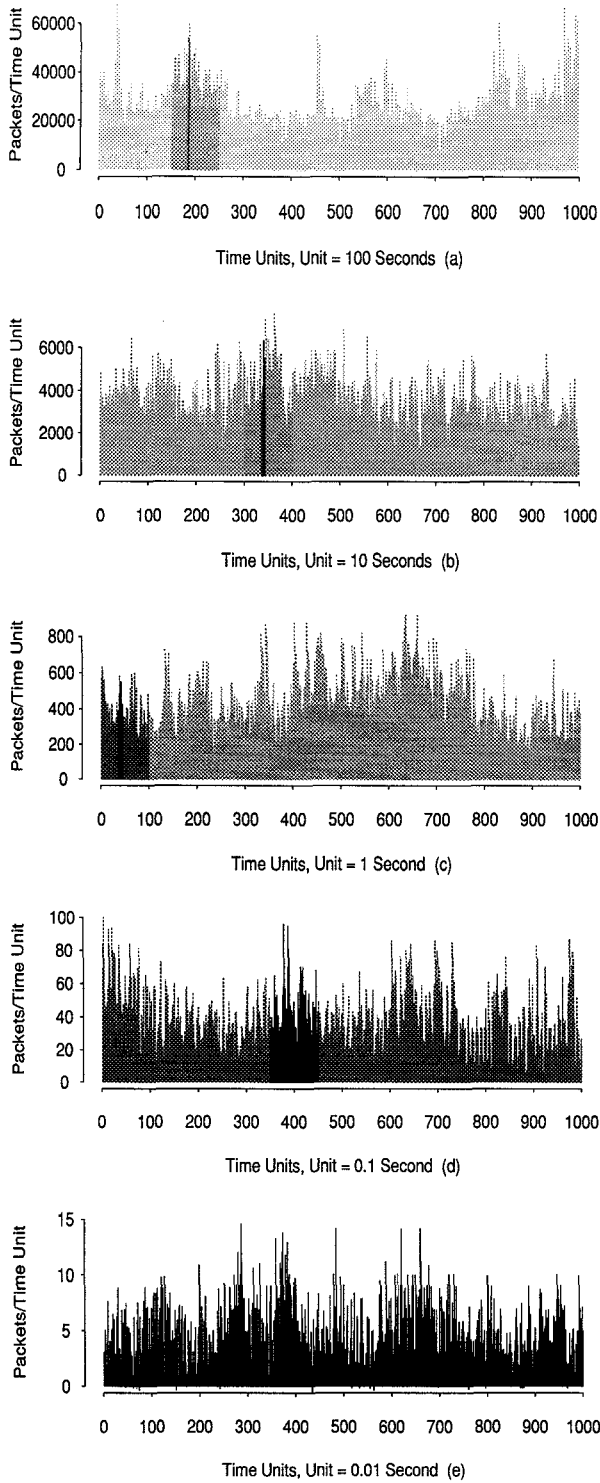 Packets/Time Unit
60000
40000
20000
0
0 100 200 300 400 500 600 700 800 900 1000
Time Units, Unit = 100 Seconds (a)
Packets/Time Unit
6000
4000
2000
0
0 100 200 300 400 500 600 700 800 900 1000
Time Units, Unit = 10 Seconds (b)
Packets/Time Unit
800
600
400
200
0
0 100 200 300 400 500 600 700 800 900 1000
Time Units, Unit = 1 Second (c)
Packets/Time Unit
100
80
60
40
20
0
0 100 200 300 400 500 600 700 800 900 1000
Time Units, Unit = 0.1 Second (d)
Packets/Time Unit
15
10
5
0
0 100 200 300 400 500 600 700 800 900 1000
Time Units, Unit = 0.01 Second (e)